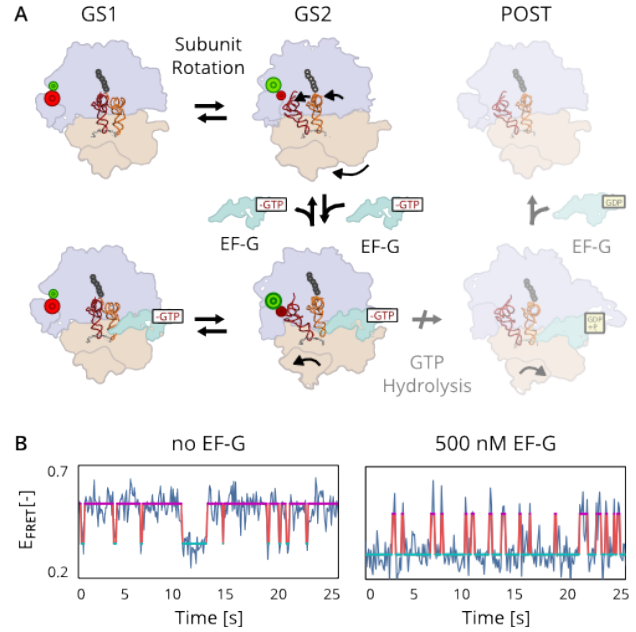 A
GS1
GS2
POST
Subunit
Rotation
-GTP
-GTP
GDP
EF-G
EF-G
EF-G
-GTP
-GTP
GDP
+P
GTP
Hydrolysis
B
no EF-G
500 nM EF-G
0.7
EFRET [-]
0.2
0 5 10 15 20 25
0 5 10 15 20 25
Time [s]
Time [s]